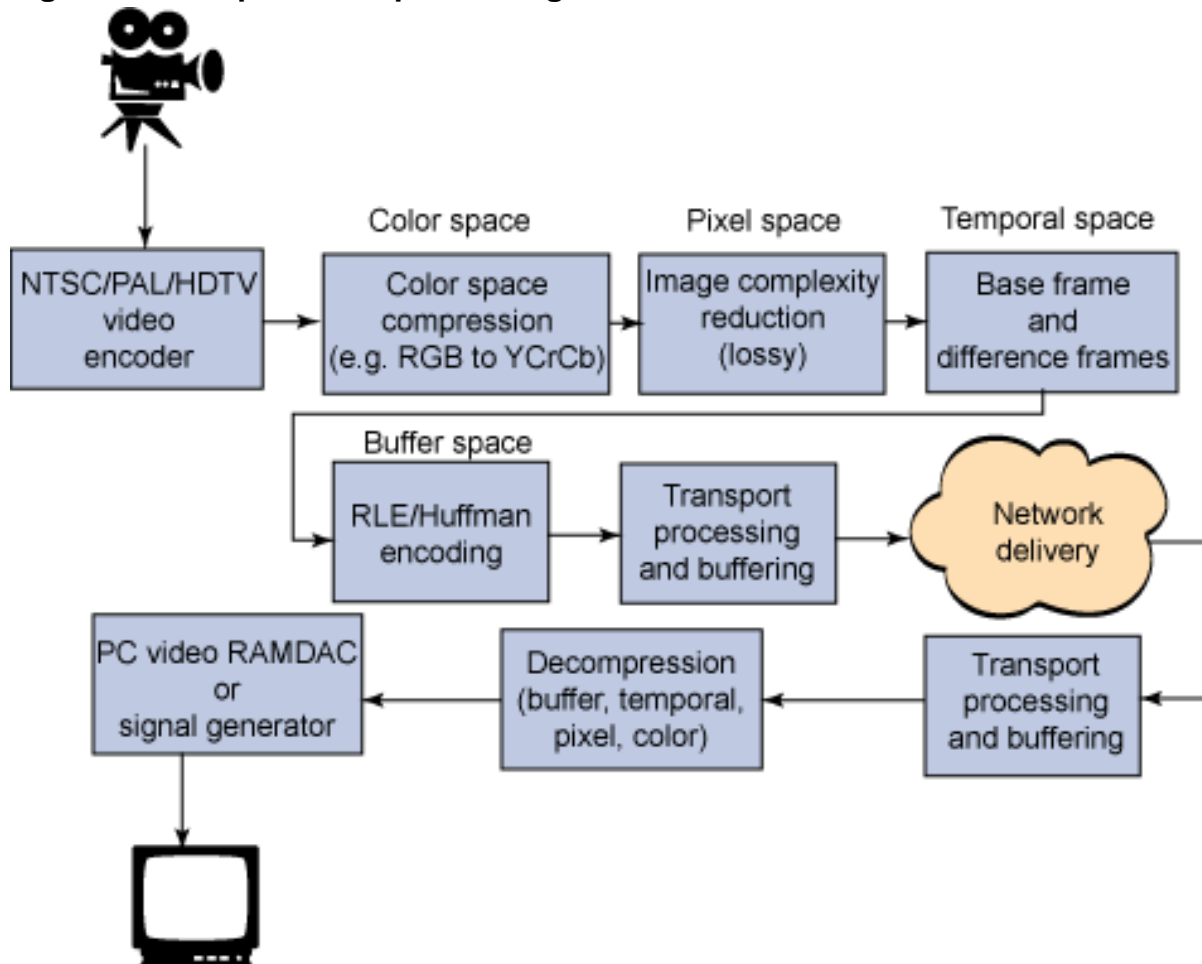 Color space
Pixel space
Temporal space
NTSC/PAL/HDTV
video
encoder
Color space
compression
(e.g. RGB to YCrCb)
Image complexity
reduction
(lossy)
Base frame
and
difference frames
Buffer space
RLE/Huffman
encoding
Transport
processing
and buffering
Network
delivery
PC video RAMDAC
or
signal generator
Decompression
(buffer, temporal,
pixel, color)
Transport
processing
and buffering